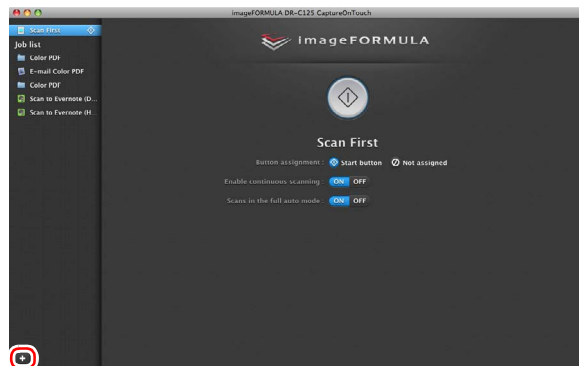 imageFORMULA DR-C125 CaptureOnTouch
Scan First
Job list
Color PDF
E-mail Color PDF
Color PDF
Scan to Evernote (D...
Scan to Evernote (H...
imageFORMULA
Scan First
Button assignment : Start button Not assigned
Enable continuous scanning : ON OFF
Scans in the full auto mode : ON OFF